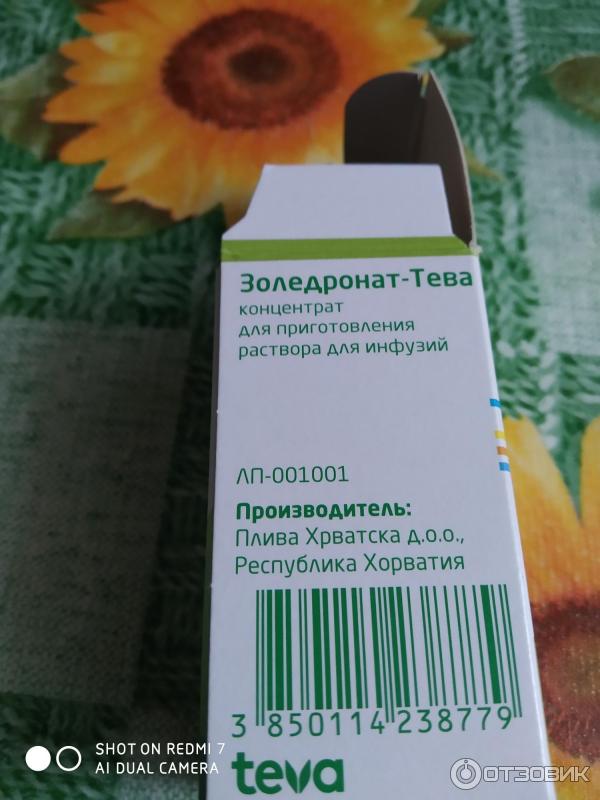 Золедронат-Тева
концентрат
для приготовления
раствора для инфузий
ЛП-001001
Производитель:
Плива Хрватска д.о.о.,
Республика Хорватия
3 850114 238779
teva
SHOT ON REDMI 7
AI DUAL CAMERA
ОТЗОВИК